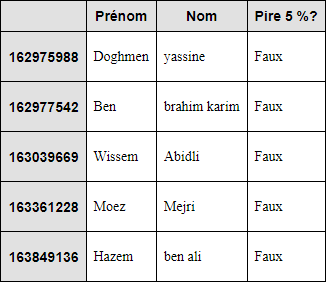 Prénom Nom Pire 5 %?
162975988 Doghmen yassine Faux
162977542 Ben brahim karim Faux
163039669 Wissem Abidli Faux
163361228 Moez Mejri Faux
163849136 Hazem ben ali Faux